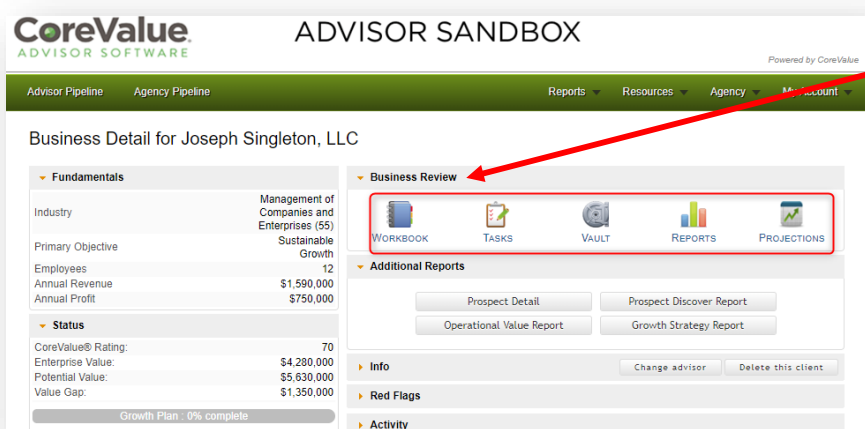 CoreValue®
ADVISOR SOFTWARE
ADVISOR SANDBOX
Powered by CoreValue
Advisor Pipeline Agency Pipeline Reports Resources Agency My Account
Business Detail for Joseph Singleton, LLC
Fundamentals
Industry Management of
Companies and
Enterprises (55)
Primary Objective Sustainable
Growth
Employees 12
Annual Revenue $1,590,000
Annual Profit $750,000
Status
CoreValue® Rating: 70
Enterprise Value: $4,280,000
Potential Value: $5,630,000
Value Gap: $1,350,000
Growth Plan : 0% complete
Business Review
WORKBOOK TASKS VAULT REPORTS PROJECTIONS
Additional Reports
Prospect Detail Prospect Discover Report
Operational Value Report Growth Strategy Report
Info Change advisor Delete this client
Red Flags
Activity